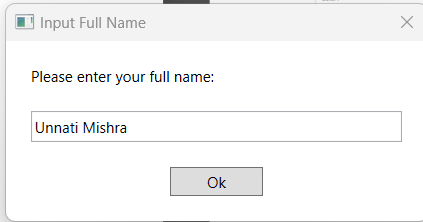 Input Full Name
Please enter your full name:
Unnati Mishra
Ok